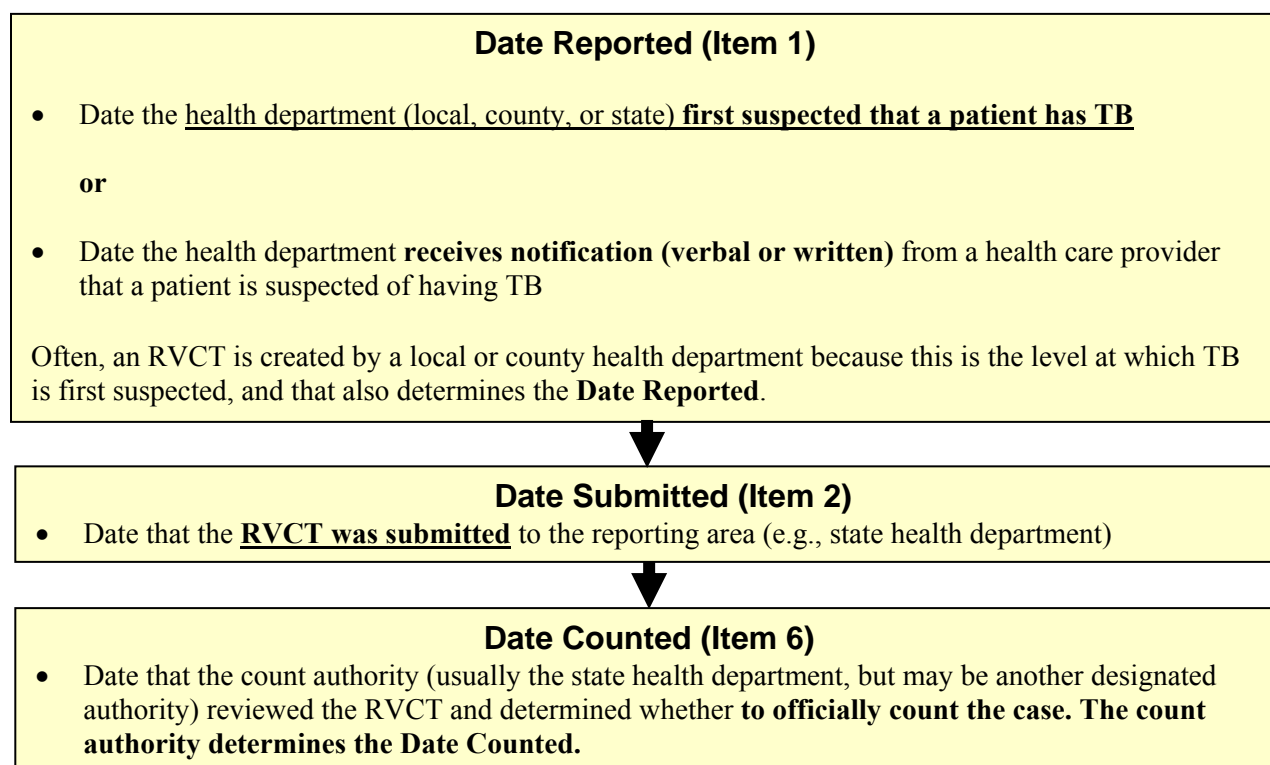 Date Reported (Item 1)
• Date the health department (local, county, or state) first suspected that a patient has TB
or
• Date the health department receives notification (verbal or written) from a health care provider
that a patient is suspected of having TB
Often, an RVCT is created by a local or county health department because this is the level at which TB
is first suspected, and that also determines the Date Reported.
Date Submitted (Item 2)
• Date that the RVCT was submitted to the reporting area (e.g., state health department)
Date Counted (Item 6)
• Date that the count authority (usually the state health department, but may be another designated
authority) reviewed the RVCT and determined whether to officially count the case. The count
authority determines the Date Counted.